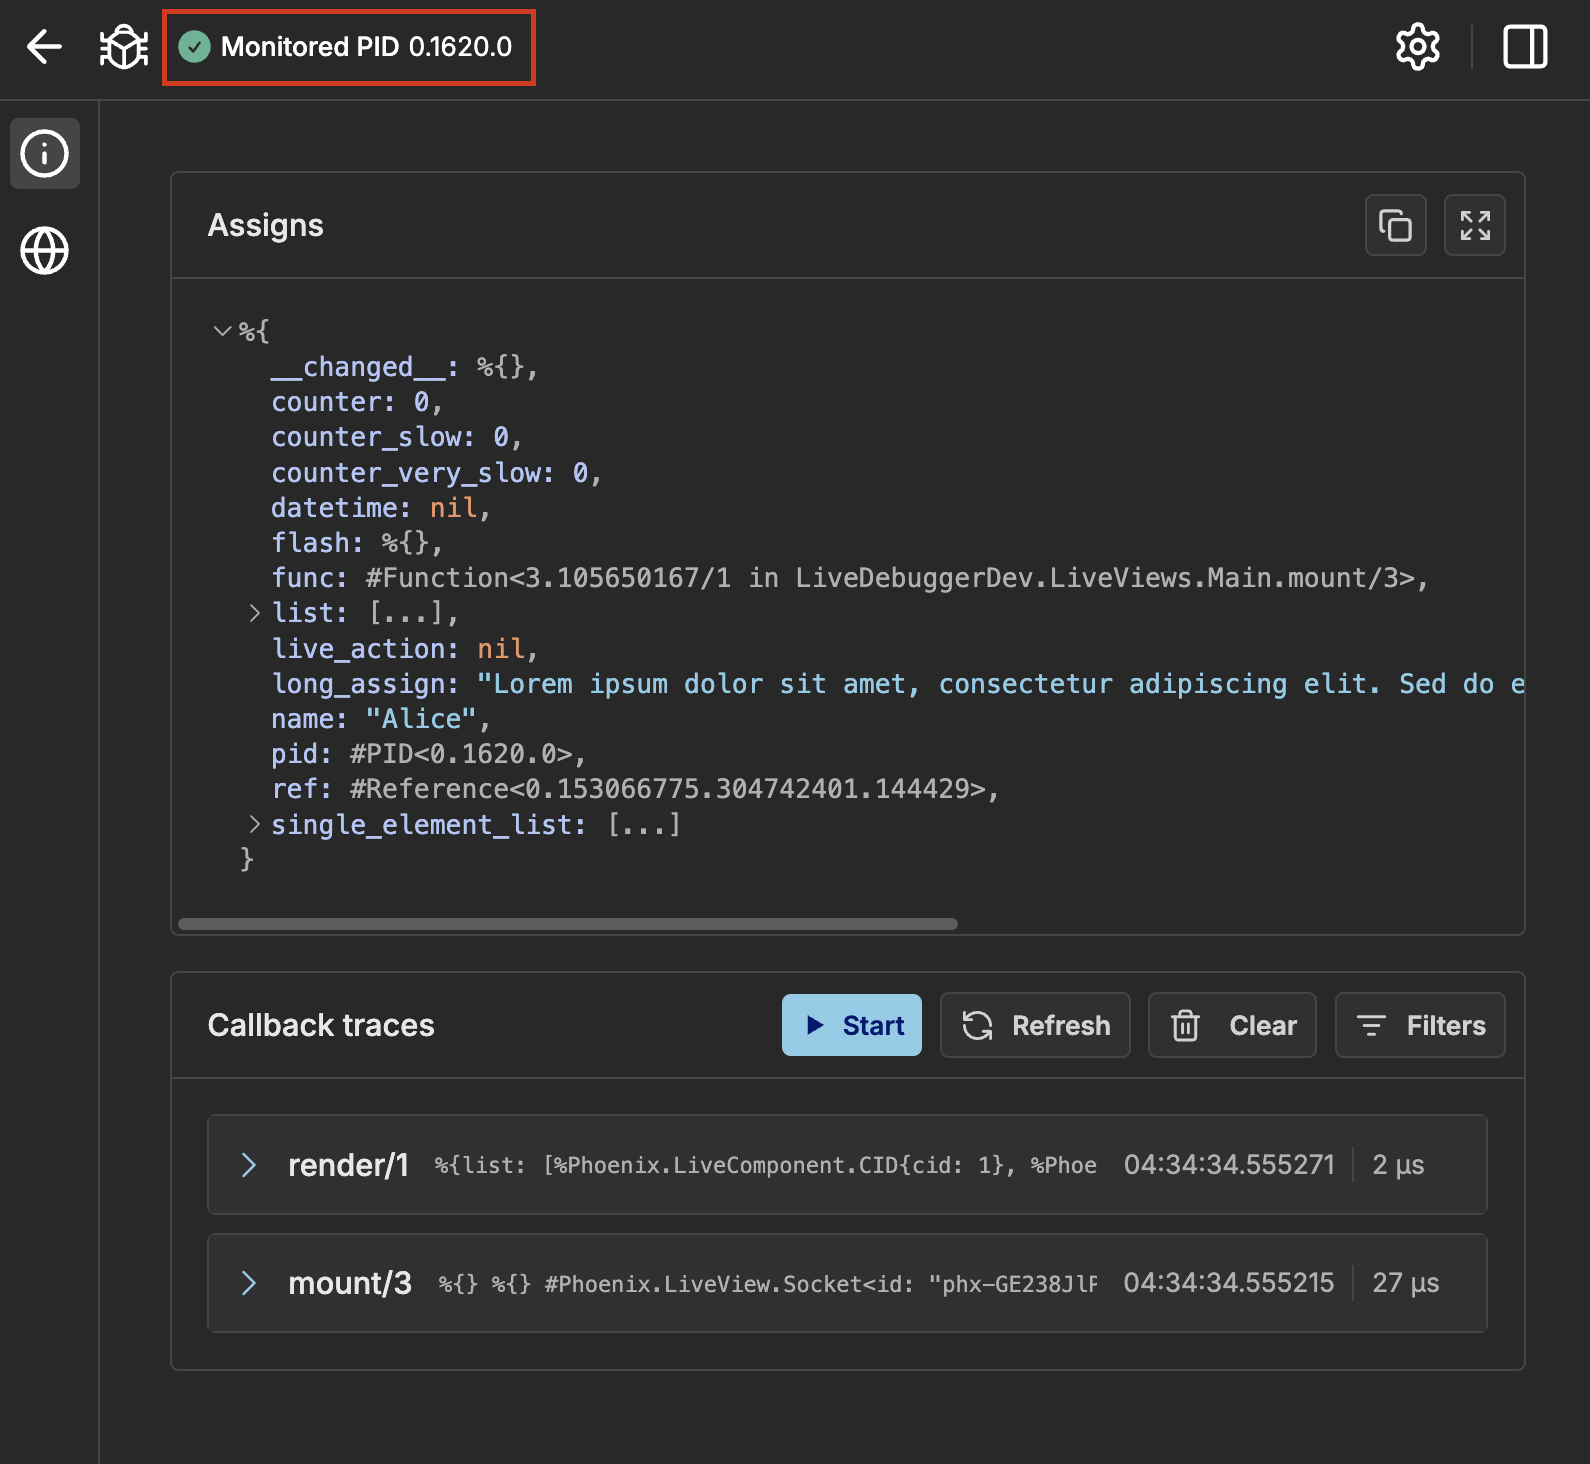 Monitored PID 0.1620.0
Assigns
%{
__changed__: %{},
counter: 0,
counter_slow: 0,
counter_very_slow: 0,
datetime: nil,
flash: %{},
func: #Function<3.105650167/1 in LiveDebuggerDev.LiveViews.Main.mount/3>,
list: [...],
live_action: nil,
long_assign: "Lorem ipsum dolor sit amet, consectetur adipiscing elit. Sed do e
name: "Alice",
pid: #PID<0.1620.0>,
ref: #Reference<0.153066775.304742401.144429>,
single_element_list: [...]
}
Callback traces Start Refresh Clear Filters
render/1 %{list: [%Phoenix.LiveComponent.CID{cid: 1}, %Phoe 04:34:34.555271 2 µs
mount/3 %{} %{} #Phoenix.LiveView.Socket<id: "phx-GE238JlF 04:34:34.555215 27 µs